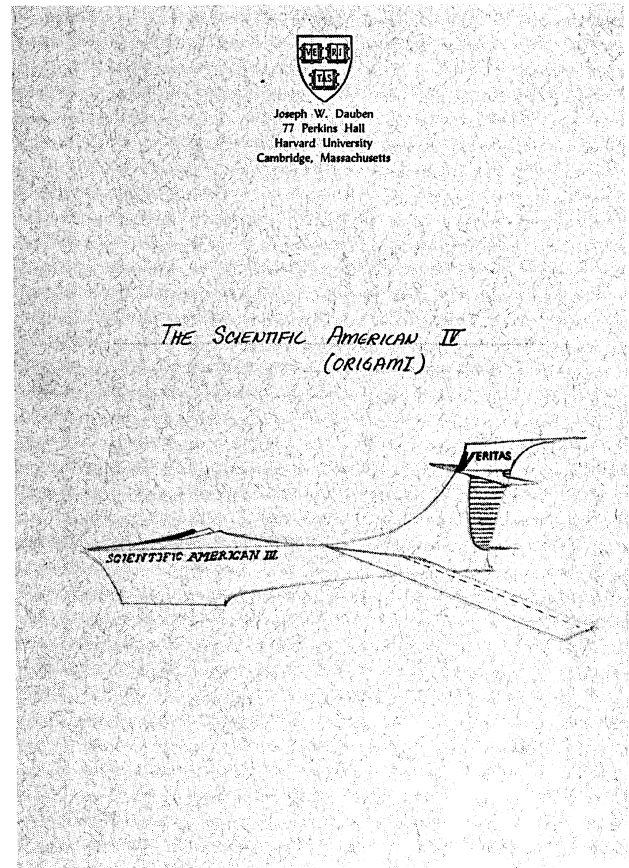 VE RI
TAS
Joseph W. Dauben
77 Perkins Hall
Harvard University
Cambridge, Massachusetts
THE SCIENTIFIC AMERICAN IV
(ORIGAMI)
VERITAS
SCIENTIFIC AMERICAN III